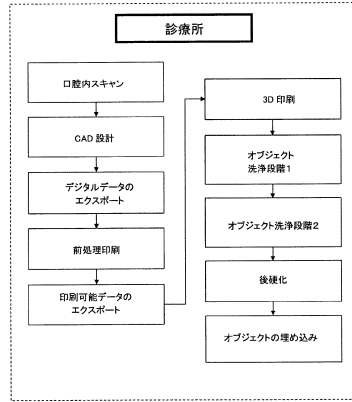 診療所
口腔内スキャン
CAD 設計
デジタルデータの
エクスポート
前処理印刷
印刷可能データの
エクスポート
3D 印刷
オブジェクト
洗浄段階1
オブジェクト洗浄段階2
後硬化
オブジェクトの埋め込み